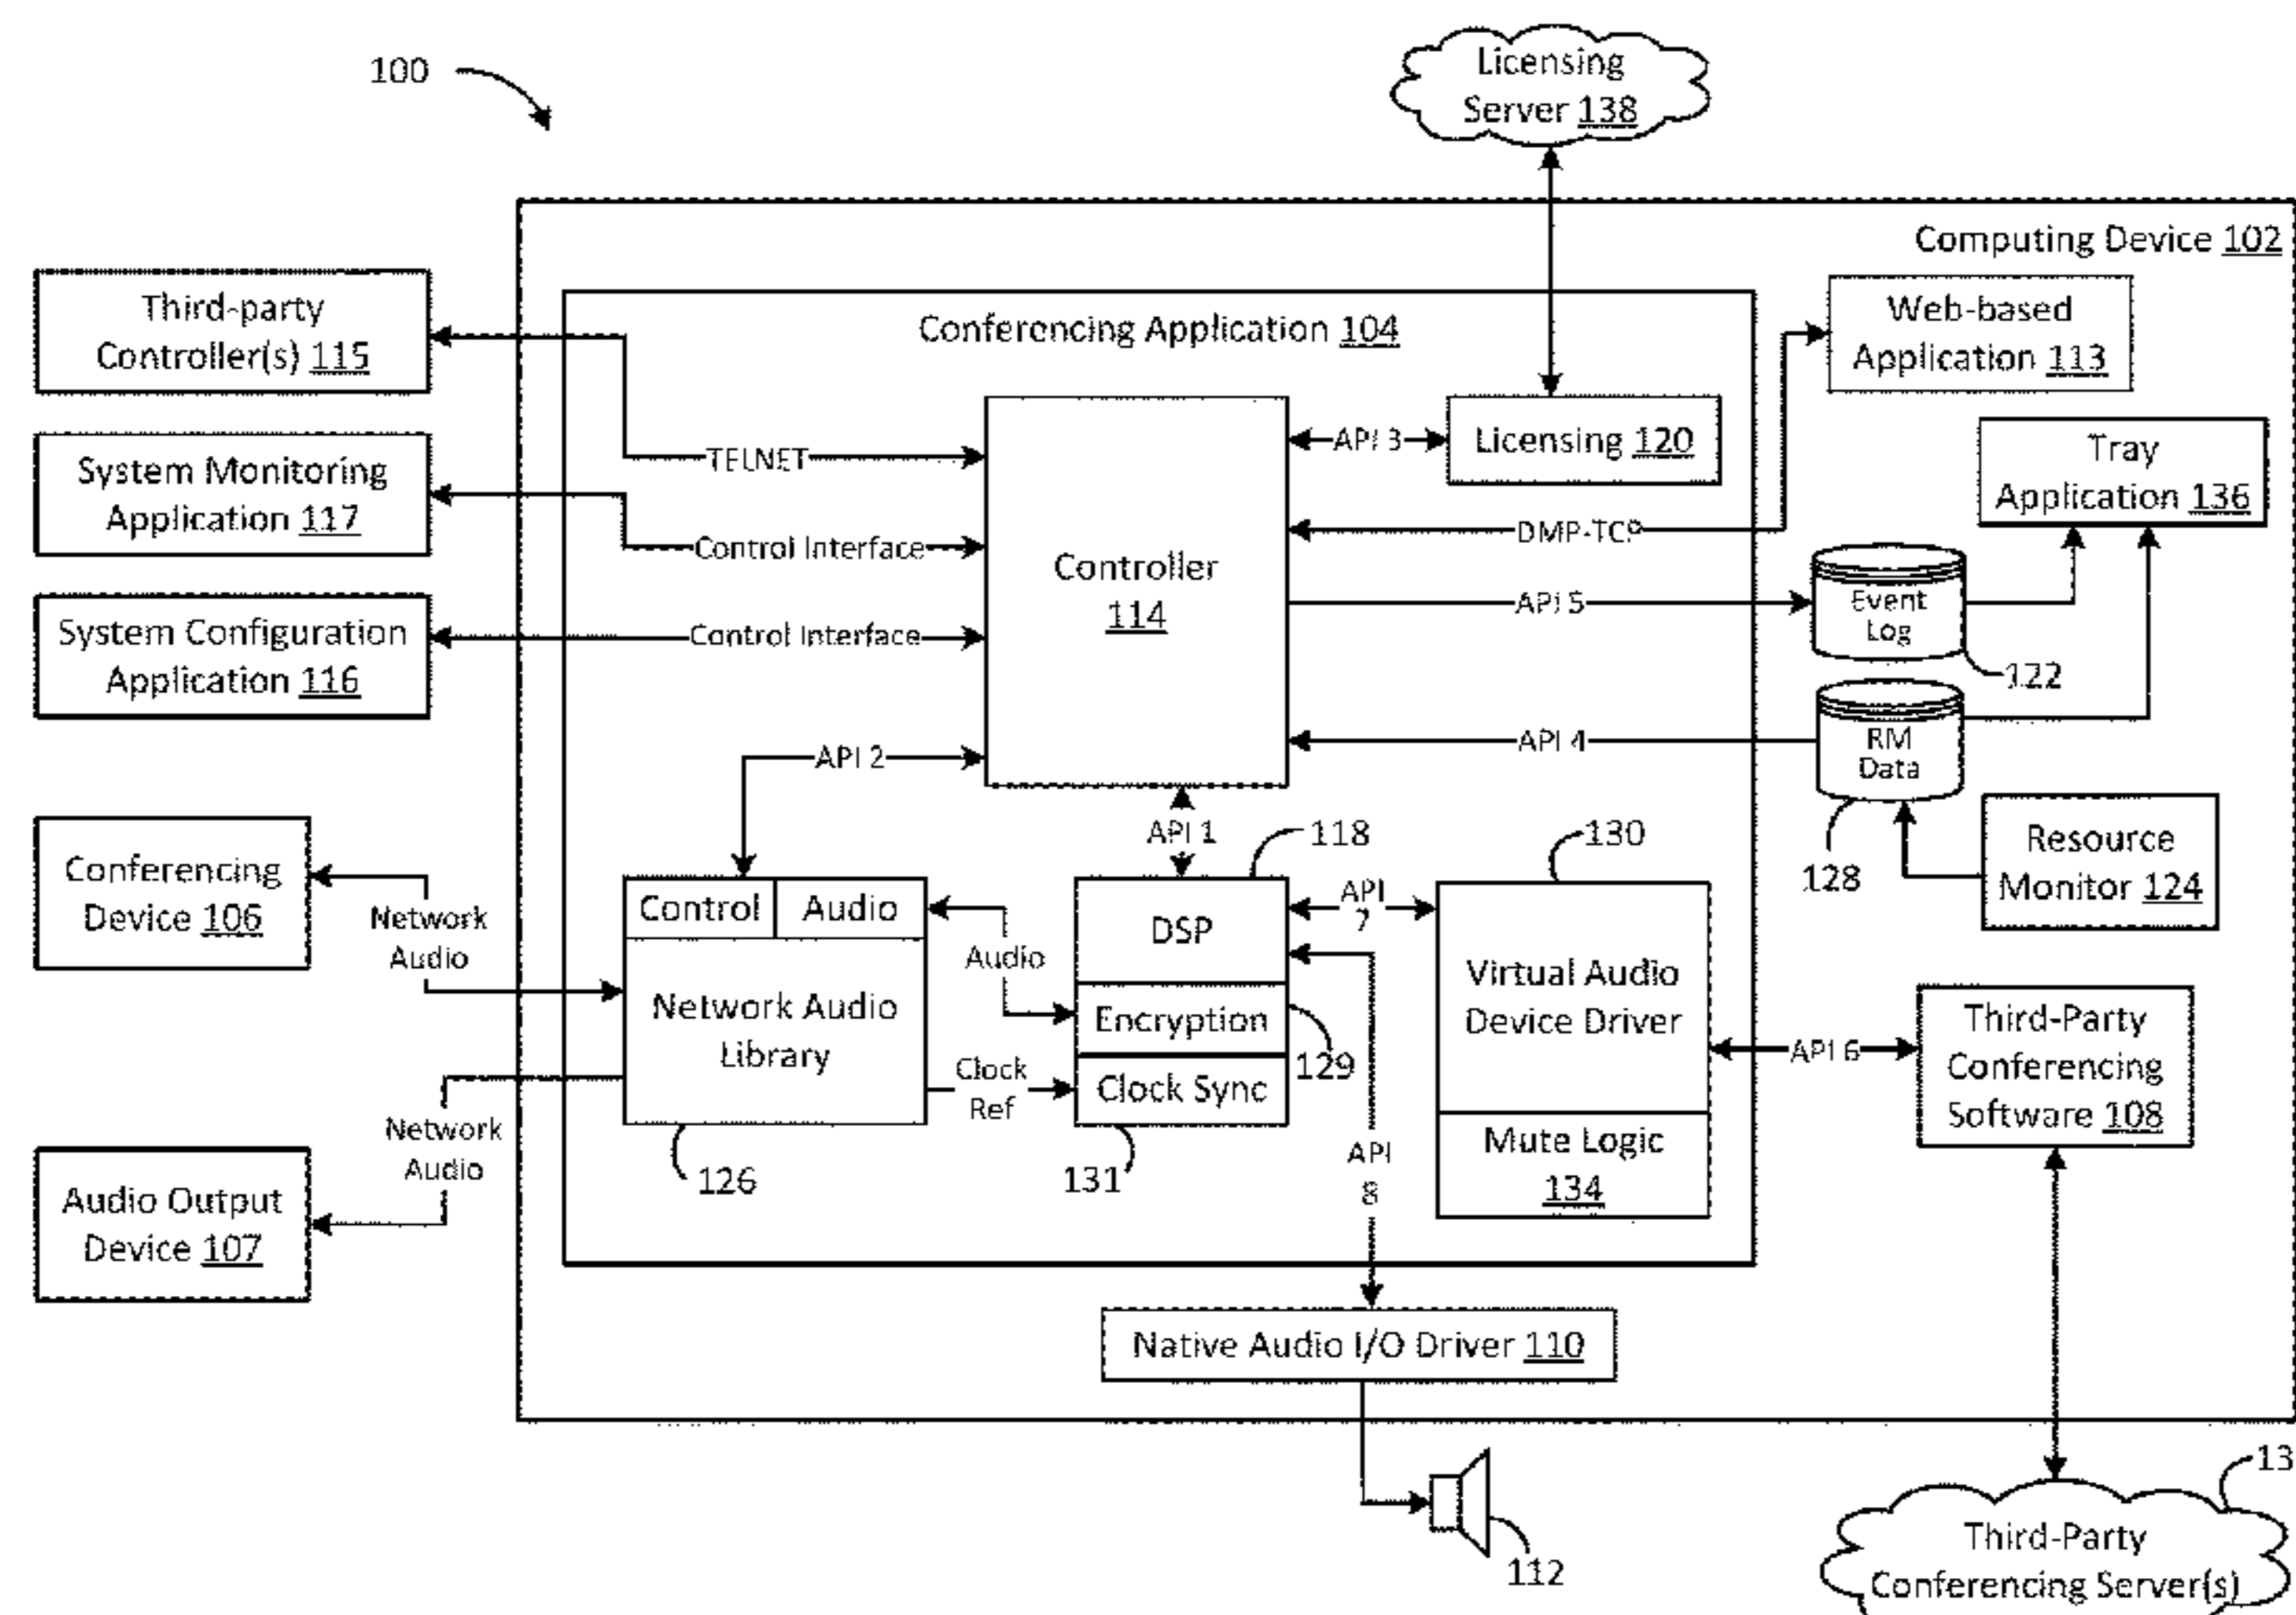 100
Licensing
Server 138
Computing Device 102
Third-party
Controller(s) 115
Conferencing Application 104
Web-based
Application 113
System Monitoring
Application 117
TELNET
API 3
Licensing 120
Tray
Application 136
Control Interface
Controller
114
DMP-TCP
System Configuration
Application 116
Control Interface
API 5
Event
Log
122
API 2
API 4
RM
Data
128
Resource
Monitor 124
API 1
118
130
Conferencing
Device 106
Network
Audio
Control
Audio
Network Audio
Library
126
Audio
Clock
Ref
DSP
Encryption
129
Clock Sync
131
API
7
Virtual Audio
Device Driver
Mute Logic
134
API 6
Third-Party
Conferencing
Software 108
Network
Audio
Audio Output
Device 107
API
8
Native Audio I/O Driver 110
112
13
Third-Party
Conferencing Server(s)